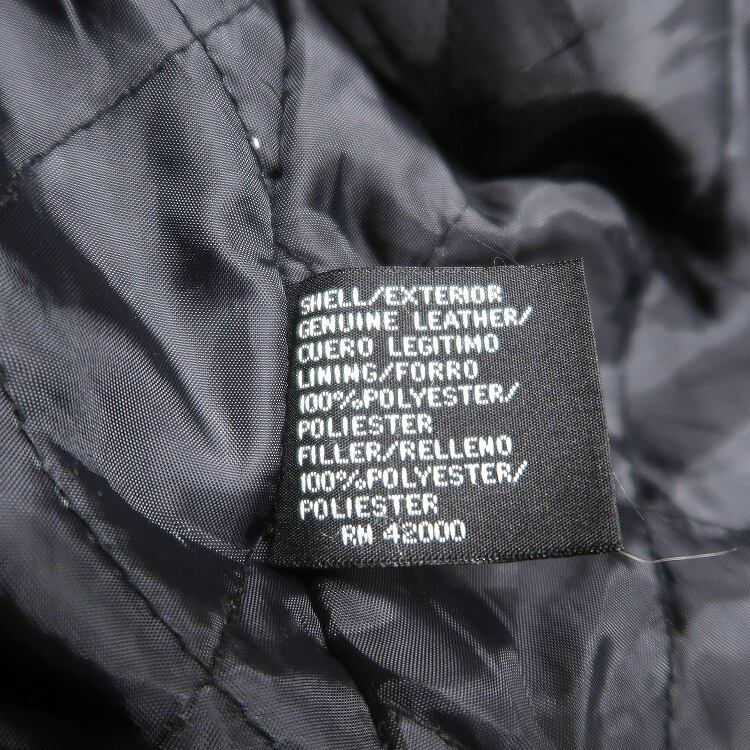 SHELL/EXTERIOR
GENUINE LEATHER/
CUERO LEGITIMO
LINING/FORRO
100%POLYESTER/
POLIESTER
FILLER/RELLENO
100%POLYESTER/
POLIESTER
RN 42000